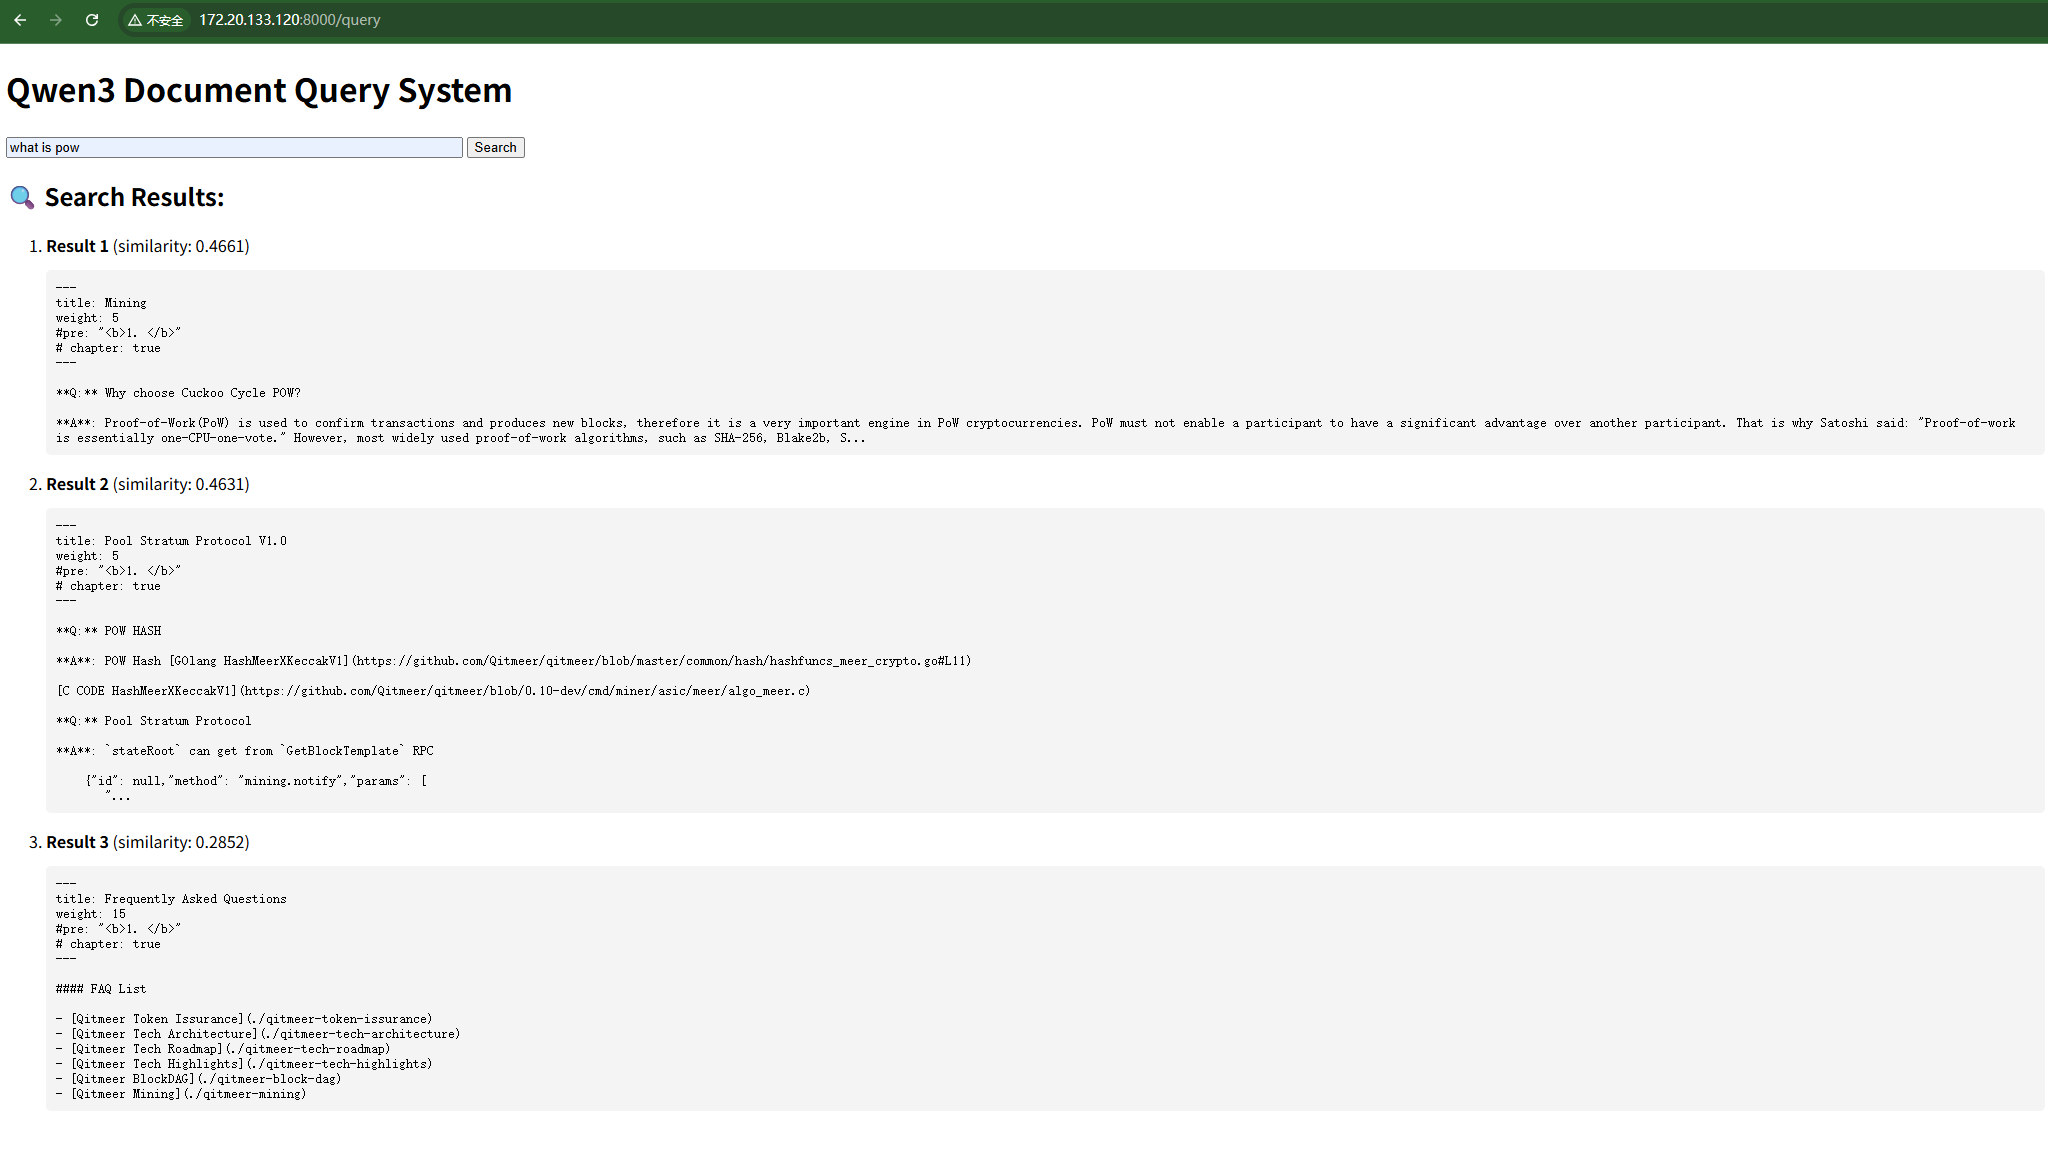 不安全 172.20.133.120:8000/query
Qwen3 Document Query System
what is pow Search
Search Results:
1. Result 1 (similarity: 0.4661)
---
title: Mining
weight: 5
#pre: "<b>1. </b>"
# chapter: true
---
**Q:** Why choose Cuckoo Cycle POW?
**A**: Proof-of-Work(PoW) is used to confirm transactions and produces new blocks, therefore it is a very important engine in PoW cryptocurrencies. PoW must not enable a participant to have a significant advantage over another participant. That is why Satoshi said: "Proof-of-work
is essentially one-CPU-one-vote." However, most widely used proof-of-work algorithms, such as SHA-256, Blake2b, S...
2. Result 2 (similarity: 0.4631)
---
title: Pool Stratum Protocol V1.0
weight: 5
#pre: "<b>1. </b>"
# chapter: true
---
**Q:** POW HASH
**A**: POW Hash [GOlang HashMeerXKeccakV1](https://github.com/Qitmeer/qitmeer/blob/master/common/hash/hashfuncs_meer_crypto.go#L11)
[C CODE HashMeerXKeccakV1](https://github.com/Qitmeer/qitmeer/blob/0.10-dev/cmd/miner/asic/meer/algo_meer.c)
**Q:** Pool Stratum Protocol
**A**: `stateRoot` can get from `GetBlockTemplate` RPC
{"id": null,"method": "mining.notify","params": [
"...
3. Result 3 (similarity: 0.2852)
---
title: Frequently Asked Questions
weight: 15
#pre: "<b>1. </b>"
# chapter: true
---
#### FAQ List
- [Qitmeer Token Issurance](./qitmeer-token-issurance)
- [Qitmeer Tech Architecture](./qitmeer-tech-architecture)
- [Qitmeer Tech Roadmap](./qitmeer-tech-roadmap)
- [Qitmeer Tech Highlights](./qitmeer-tech-highlights)
- [Qitmeer BlockDAG](./qitmeer-block-dag)
- [Qitmeer Mining](./qitmeer-mining)